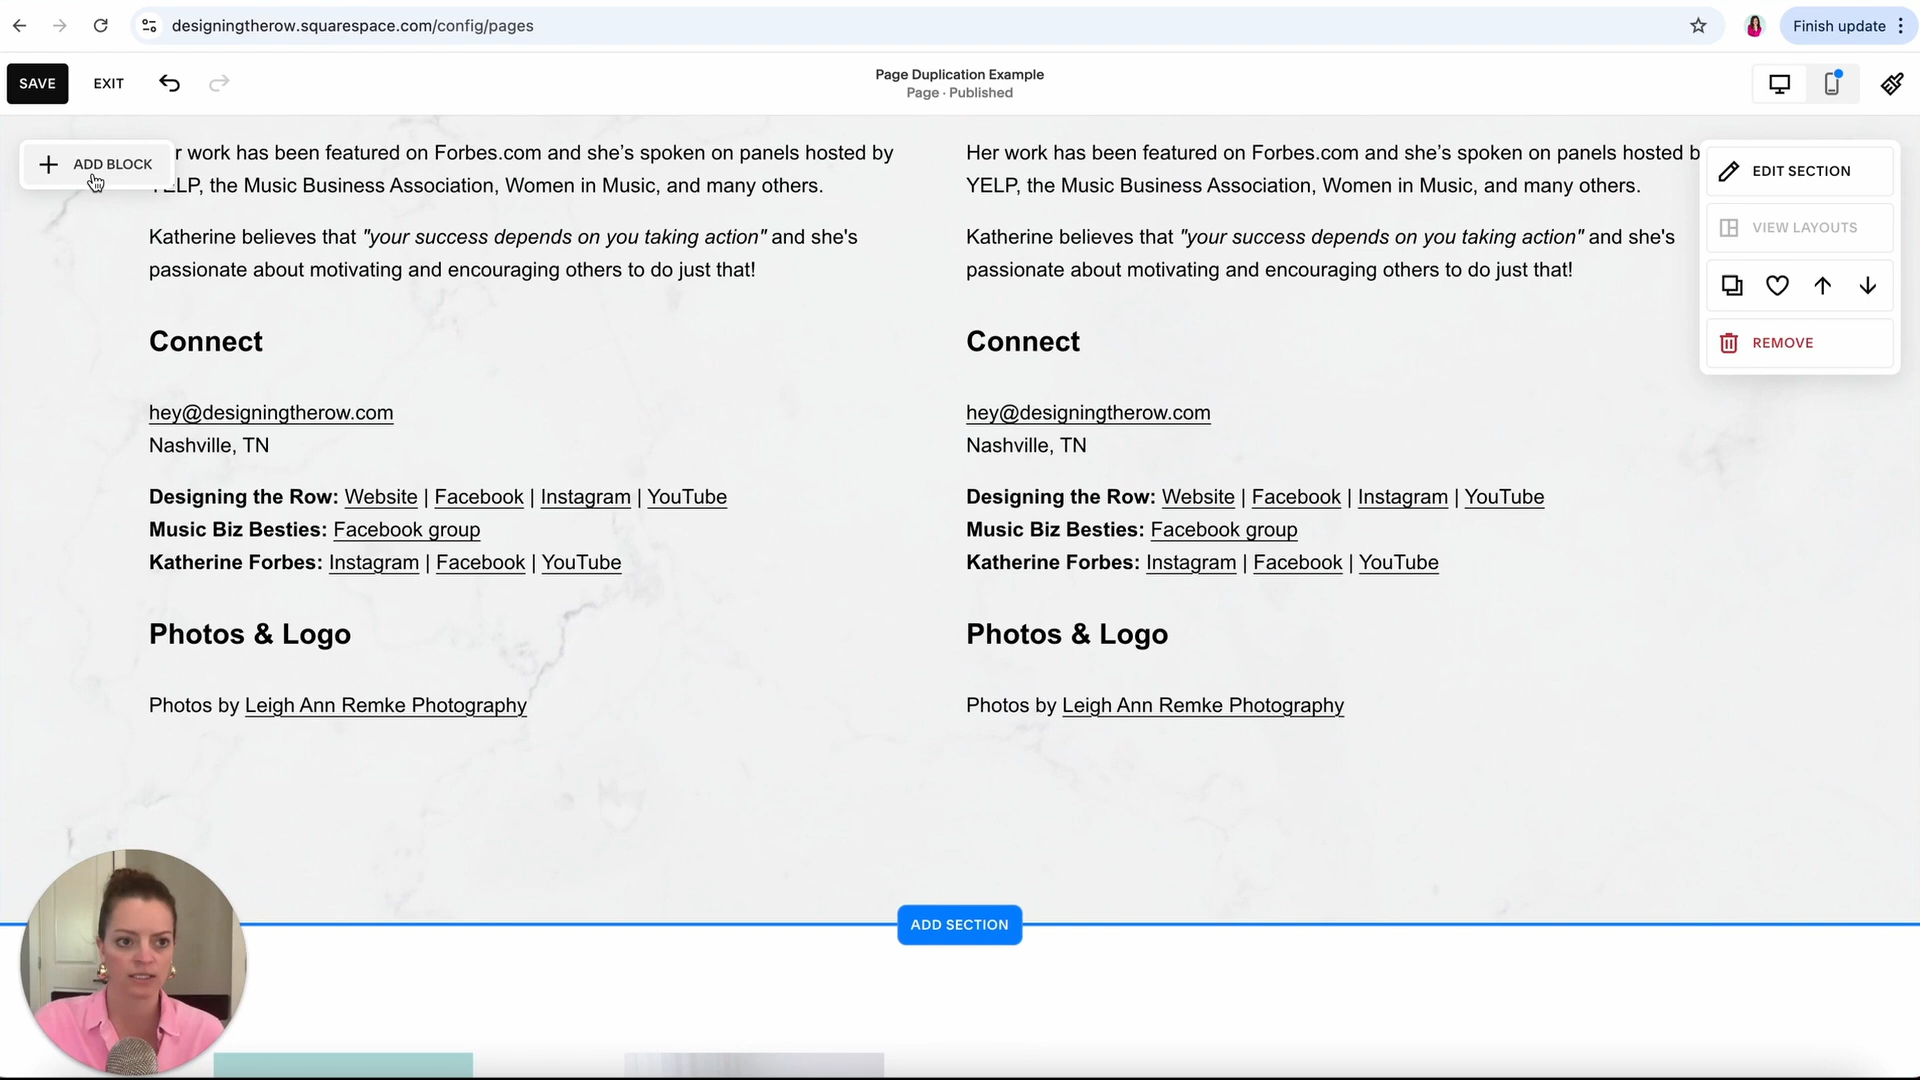 designingtherow.squarespace.com/config/pages
Finish update
SAVE
EXIT
Page Duplication Example
Page · Published
ADD BLOCK
r work has been featured on Forbes.com and she's spoken on panels hosted by
YELP, the Music Business Association, Women in Music, and many others.
Katherine believes that "your success depends on you taking action" and she's
passionate about motivating and encouraging others to do just that!
Connect
hey@designingtherow.com
Nashville, TN
Designing the Row: Website | Facebook | Instagram | YouTube
Music Biz Besties: Facebook group
Katherine Forbes: Instagram | Facebook | YouTube
Photos & Logo
Photos by Leigh Ann Remke Photography
Her work has been featured on Forbes.com and she's spoken on panels hosted b
YELP, the Music Business Association, Women in Music, and many others.
Katherine believes that "your success depends on you taking action" and she's
passionate about motivating and encouraging others to do just that!
Connect
hey@designingtherow.com
Nashville, TN
Designing the Row: Website | Facebook | Instagram | YouTube
Music Biz Besties: Facebook group
Katherine Forbes: Instagram | Facebook | YouTube
Photos & Logo
Photos by Leigh Ann Remke Photography
EDIT SECTION
VIEW LAYOUTS
REMOVE
ADD SECTION